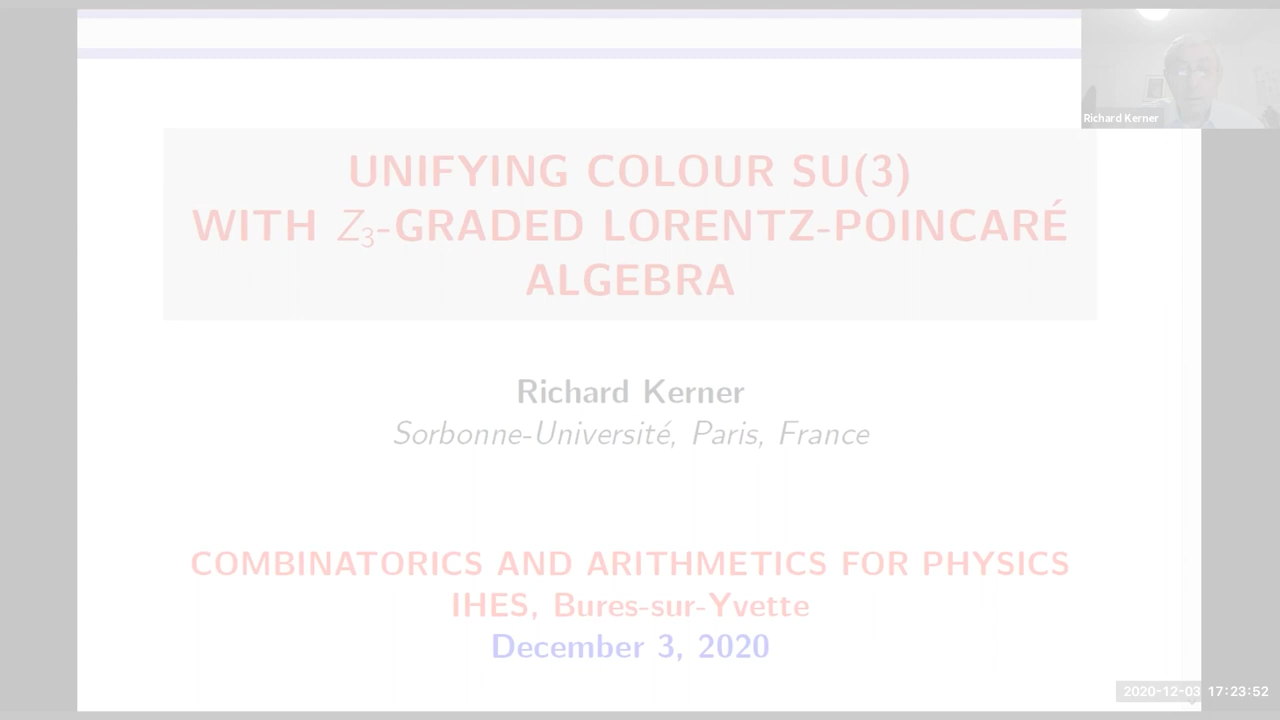 Richard Kerner
UNIFYING COLOUR SU(3)
WITH Z₃-GRADED LORENTZ-POINCARÉ
ALGEBRA
Richard Kerner
Sorbonne-Université, Paris, France
COMBINATORICS AND ARITHMETICS FOR PHYSICS
IHES, Bures-sur-Yvette
December 3, 2020
2020-12-03 17:23:52